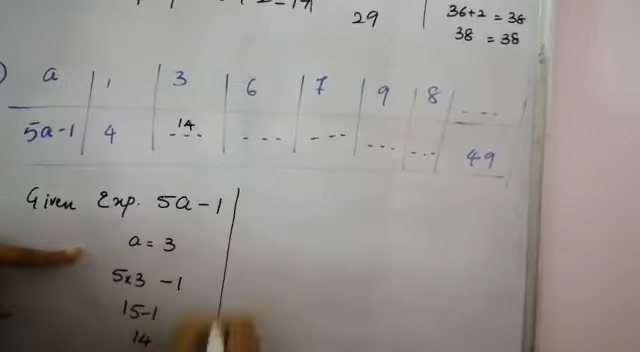 29
36+2 = 38
38 = 38
a 1 3 6 7 9 8 ...
5a-1 4 14 ... ... ... ... 49
Given Exp. 5a-1
a = 3
5x3 -1
15-1
14